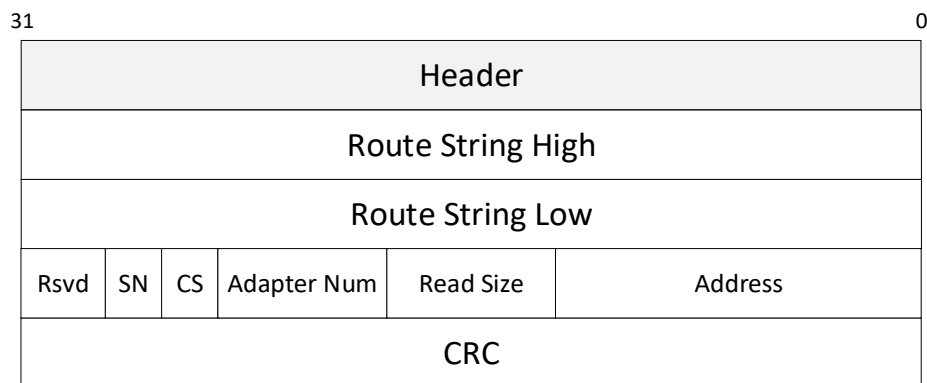 31 0
Header
Route String High
Route String Low
Rsvd SN CS Adapter Num Read Size Address
CRC